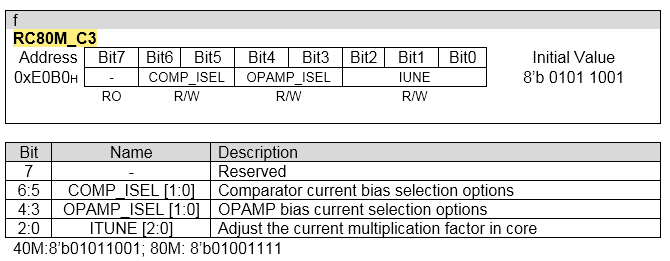 f
RC80M_C3
Address Bit7 Bit6 Bit5 Bit4 Bit3 Bit2 Bit1 Bit0 Initial Value
0xE0B0H - COMP_ISEL OPAMP_ISEL IUNE 8'b 0101 1001
RO R/W R/W R/W
Bit Name Description
7 - Reserved
6:5 COMP_ISEL [1:0] Comparator current bias selection options
4:3 OPAMP_ISEL [1:0] OPAMP bias current selection options
2:0 ITUNE [2:0] Adjust the current multiplication factor in core
40M:8'b01011001; 80M: 8'b01001111